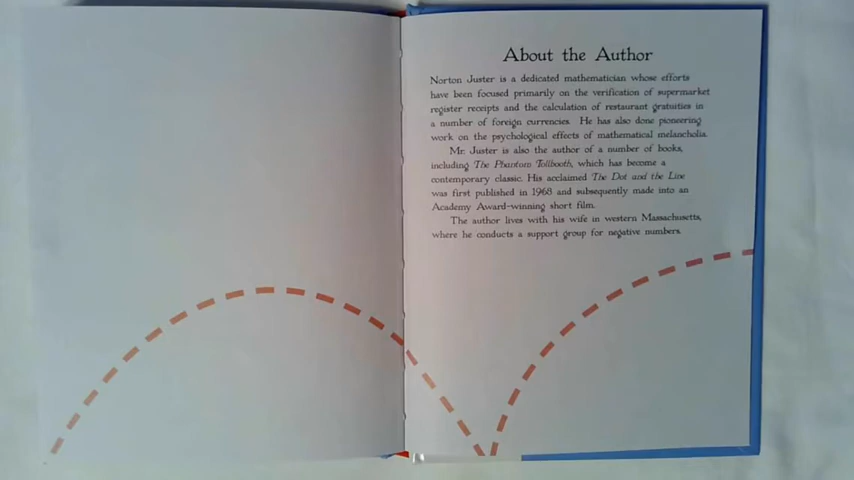 About the Author
Norton Juster is a dedicated mathematician whose efforts
have been focused primarily on the verification of supermarket
register receipts and the calculation of restaurant gratuities in
a number of foreign currencies. He has also done pioneering
work on the psychological effects of mathematical melancholia.
Mr. Juster is also the author of a number of books,
including The Phantom Tollbooth, which has become a
contemporary classic. His acclaimed The Dot and the Line
was first published in 1963 and subsequently made into an
Academy Award-winning short film.
The author lives with his wife in western Massachusetts,
where he conducts a support group for negative numbers.